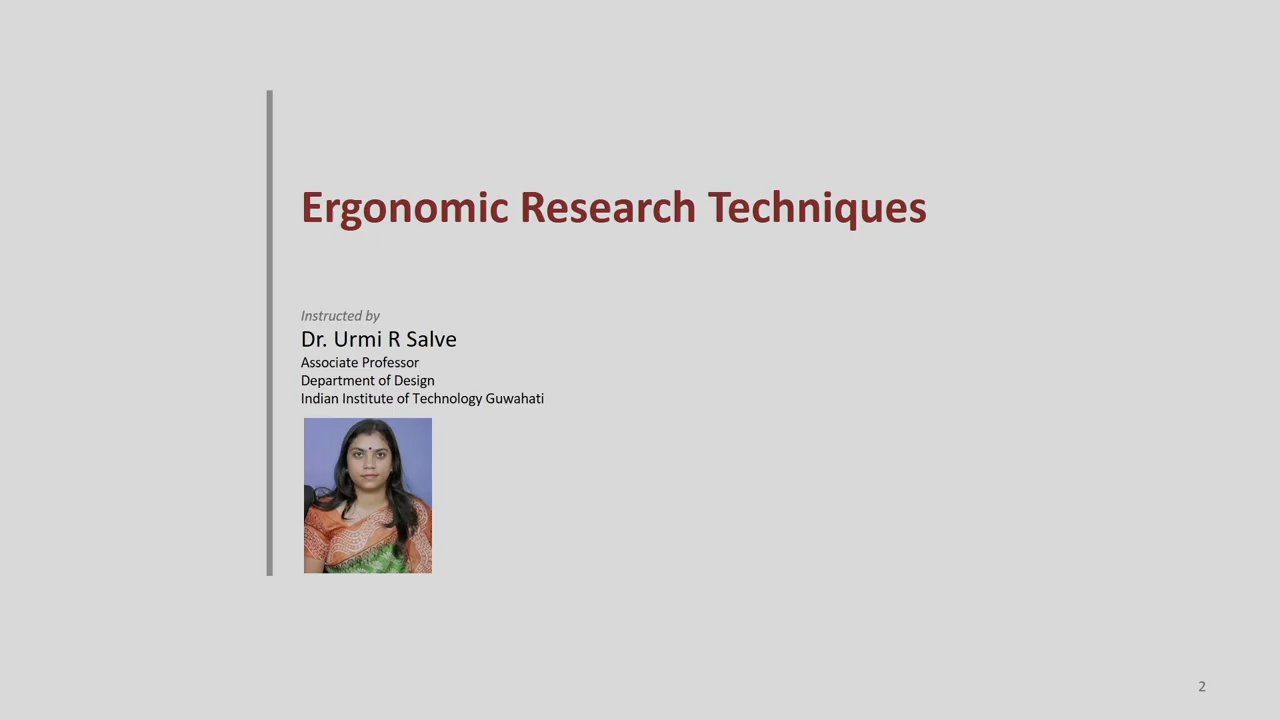 Ergonomic Research Techniques
Instructed by
Dr. Urmi R Salve
Associate Professor
Department of Design
Indian Institute of Technology Guwahati
2